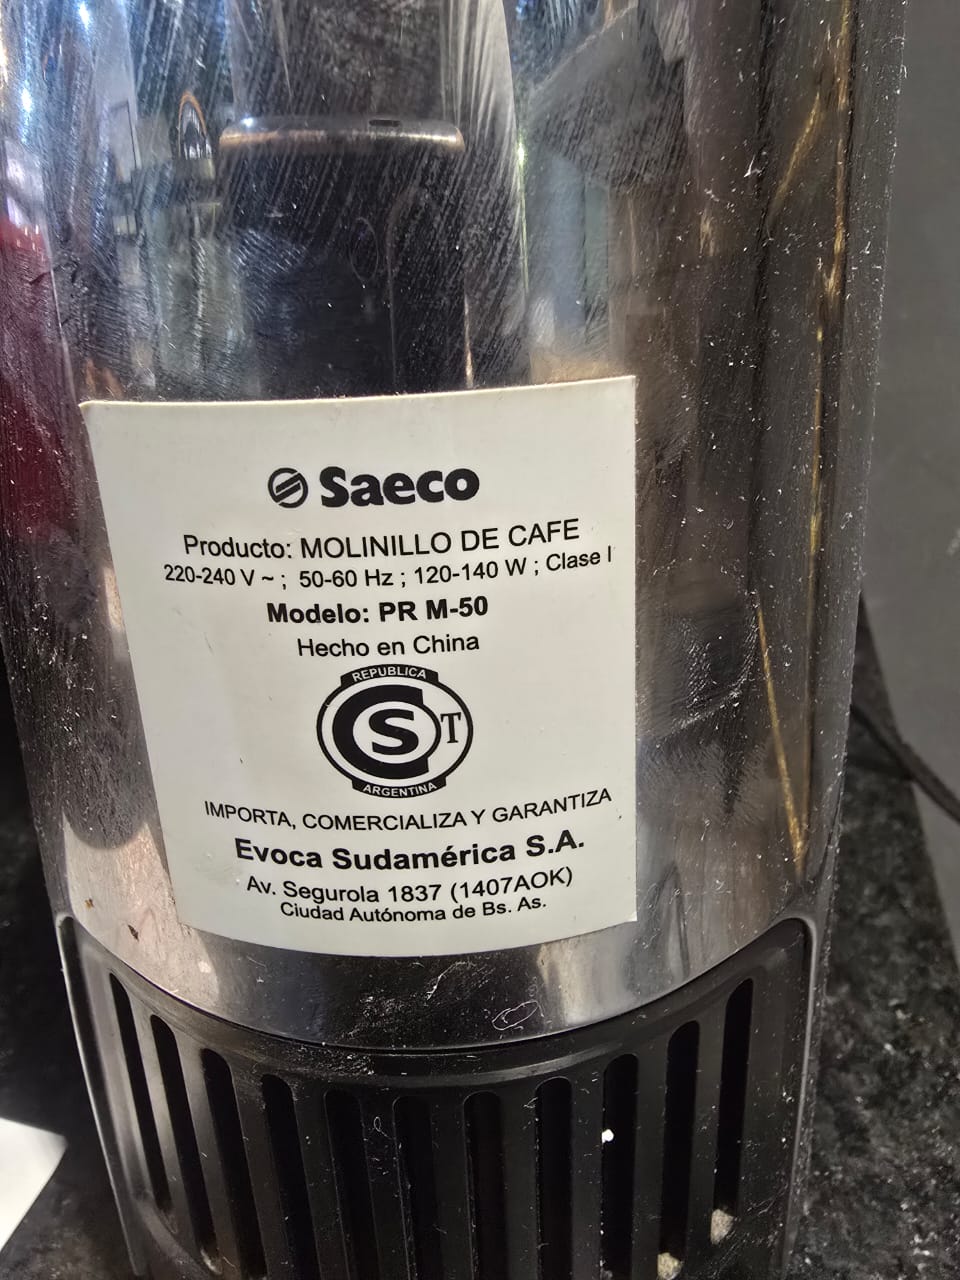 Saeco
Producto: MOLINILLO DE CAFE
220-240 V ~ ; 50-60 Hz ; 120-140 W ; Clase I
Modelo: PR M-50
Hecho en China
REPUBLICA
S T
ARGENTINA
IMPORTA, COMERCIALIZA Y GARANTIZA
Evoca Sudamérica S.A.
Av. Segurola 1837 (1407AOK)
Ciudad Autónoma de Bs. As.